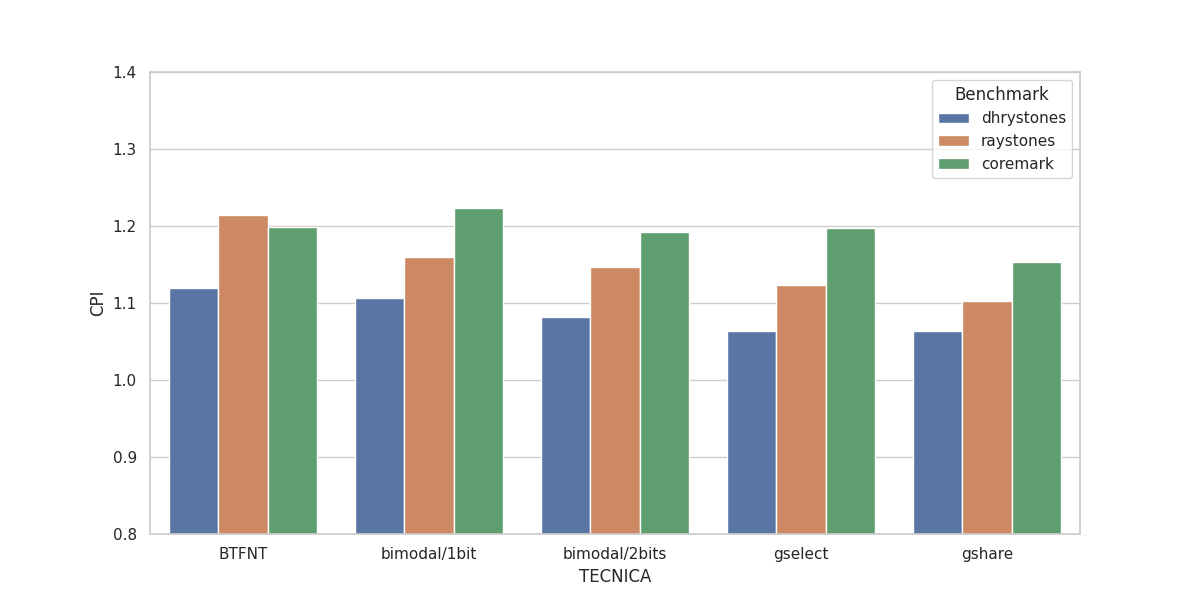 1.4
1.3
1.2
1.1
1.0
0.9
0.8
CPI
Benchmark
dhrystones
raystones
coremark
BTFNT
bimodal/1bit
bimodal/2bits
gselect
gshare
TECNICA